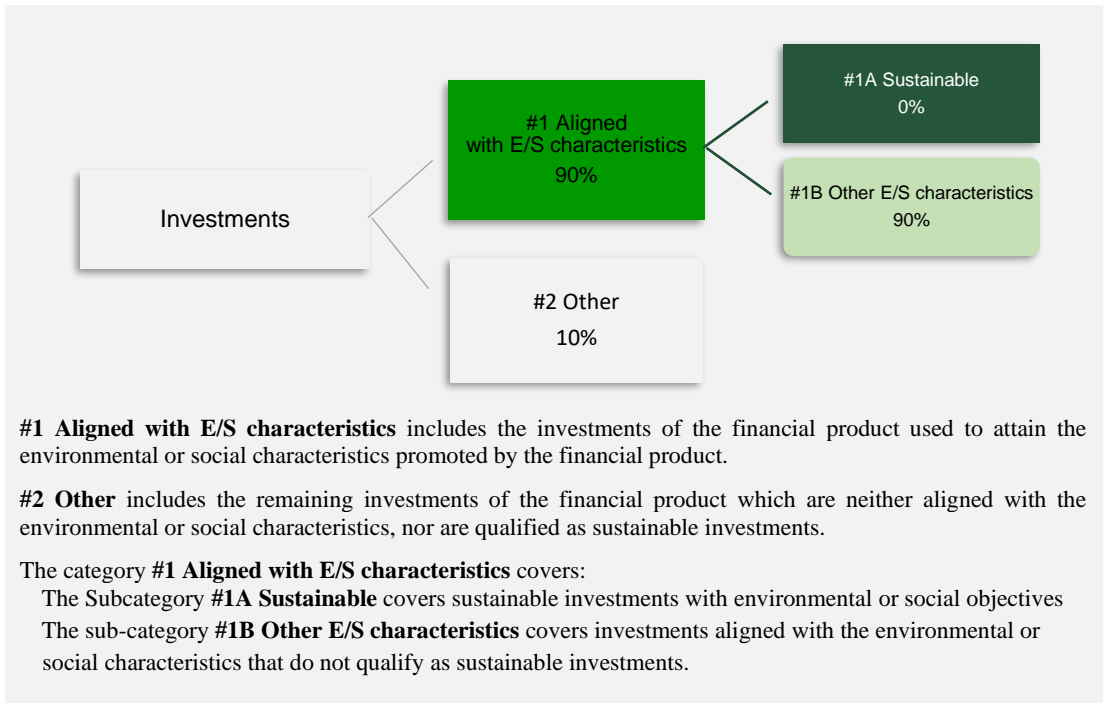 Investments
#1 Aligned
with E/S characteristics
90%
#2 Other
10%
#1A Sustainable
0%
#1B Other E/S characteristics
90%
#1 Aligned with E/S characteristics includes the investments of the financial product used to attain the
environmental or social characteristics promoted by the financial product.
#2 Other includes the remaining investments of the financial product which are neither aligned with the
environmental or social characteristics, nor are qualified as sustainable investments.
The category #1 Aligned with E/S characteristics covers:
The Subcategory #1A Sustainable covers sustainable investments with environmental or social objectives
The sub-category #1B Other E/S characteristics covers investments aligned with the environmental or
social characteristics that do not qualify as sustainable investments.